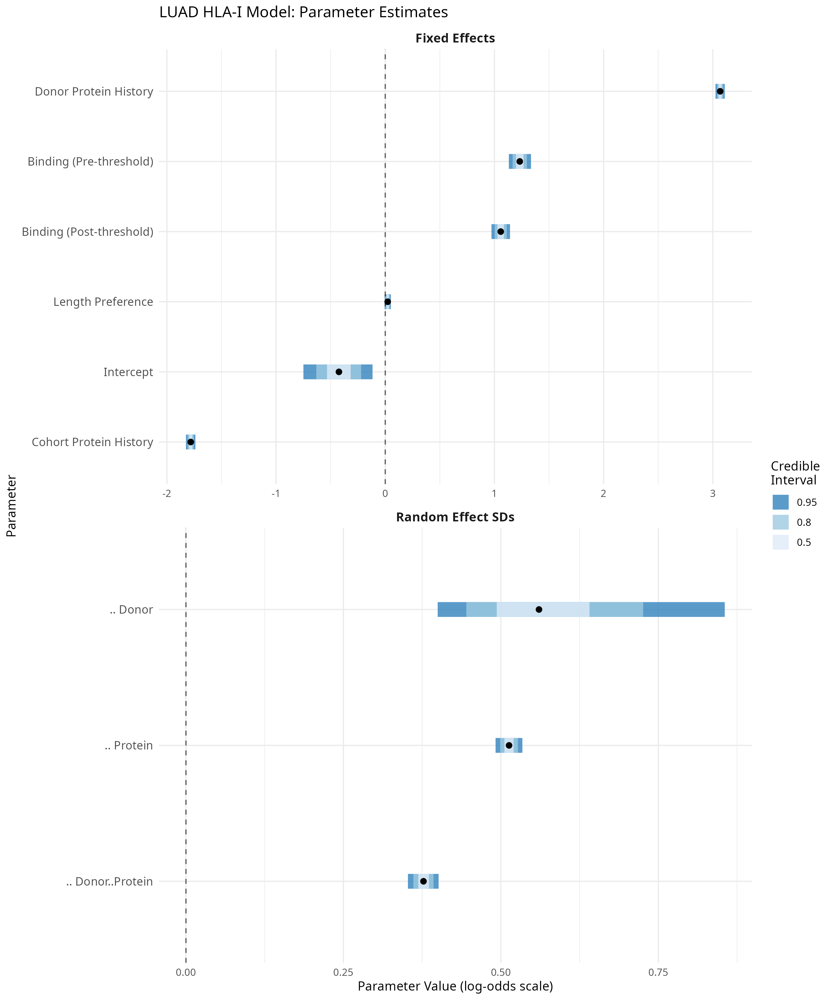 LUAD HLA-I Model: Parameter Estimates
Fixed Effects
Donor Protein History
Binding (Pre-threshold)
Binding (Post-threshold)
Length Preference
Intercept
Cohort Protein History
-2 -1 0 1 2 3
Parameter
Random Effect SDs
.. Donor
.. Protein
.. Donor..Protein
0.00 0.25 0.50 0.75
Parameter Value (log-odds scale)
Credible
Interval
0.95
0.8
0.5